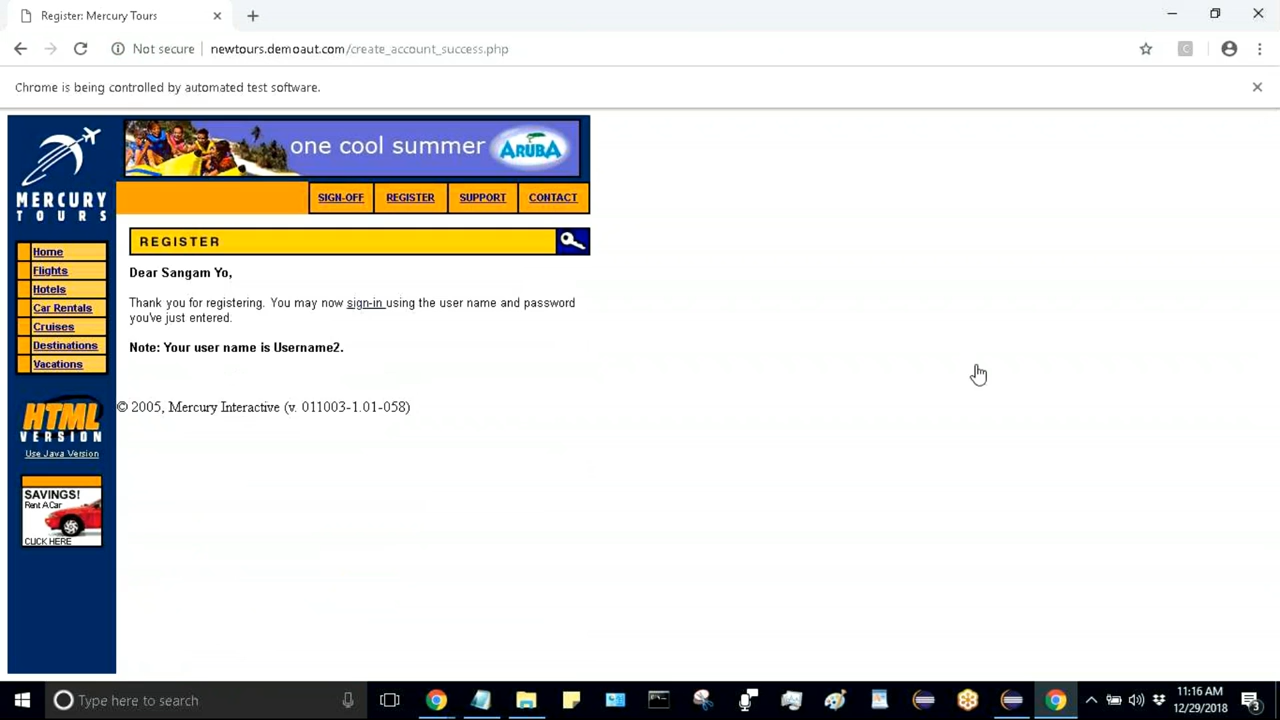 Register: Mercury Tours
Not secure
newtours.demoaut.com/create_account_success.php
Chrome is being controlled by automated test software.
one cool summer
ARUBA
MERCURY
TOURS
SIGN-OFF
REGISTER
SUPPORT
CONTACT
REGISTER
Home
Flights
Hotels
Car Rentals
Cruises
Destinations
Vacations
Dear Sangam Yo,
Thank you for registering. You may now sign-in using the user name and password
you've just entered.
Note: Your user name is Username2.
© 2005, Mercury Interactive (v. 011003-1.01-058)
HTML
VERSION
Use Java Version
SAVINGS!
Rent A Car
CLICK HERE
Type here to search
11:16 AM
12/29/2018
3